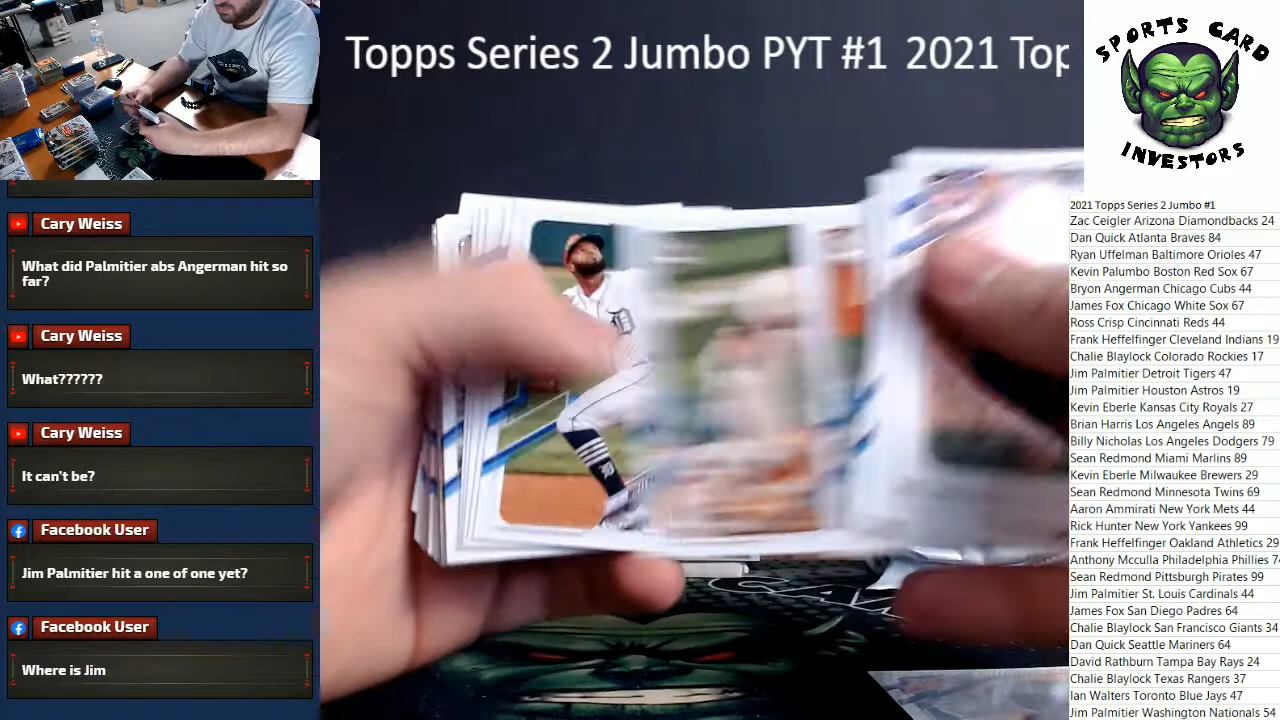 Topps Series 2 Jumbo PYT #1 2021 Top
SPORTS CARD
INVESTORS
Cary Weiss
What did Palmitier abs Angerman hit so
far?
Cary Weiss
What??????
Cary Weiss
It can't be?
Facebook User
Jim Palmitier hit a one of one yet?
Facebook User
Where is Jim
2021 Topps Series 2 Jumbo #1
Zac Ceigler Arizona Diamondbacks 24
Dan Quick Atlanta Braves 84
Ryan Uffelman Baltimore Orioles 47
Kevin Palumbo Boston Red Sox 67
Bryon Angerman Chicago Cubs 44
James Fox Chicago White Sox 67
Ross Crisp Cincinnati Reds 44
Frank Heffelfinger Cleveland Indians 19
Chalie Blaylock Colorado Rockies 17
Jim Palmitier Detroit Tigers 47
Jim Palmitier Houston Astros 19
Kevin Eberle Kansas City Royals 27
Brian Harris Los Angeles Angels 89
Billy Nicholas Los Angeles Dodgers 79
Sean Redmond Miami Marlins 89
Kevin Eberle Milwaukee Brewers 29
Sean Redmond Minnesota Twins 69
Aaron Ammirati New York Mets 44
Rick Hunter New York Yankees 99
Frank Heffelfinger Oakland Athletics 29
Anthony Mcculla Philadelphia Phillies 74
Sean Redmond Pittsburgh Pirates 99
Jim Palmitier St. Louis Cardinals 44
James Fox San Diego Padres 64
Chalie Blaylock San Francisco Giants 34
Dan Quick Seattle Mariners 64
David Rathburn Tampa Bay Rays 24
Chalie Blaylock Texas Rangers 37
Ian Walters Toronto Blue Jays 47
Jim Palmitier Washington Nationals 54